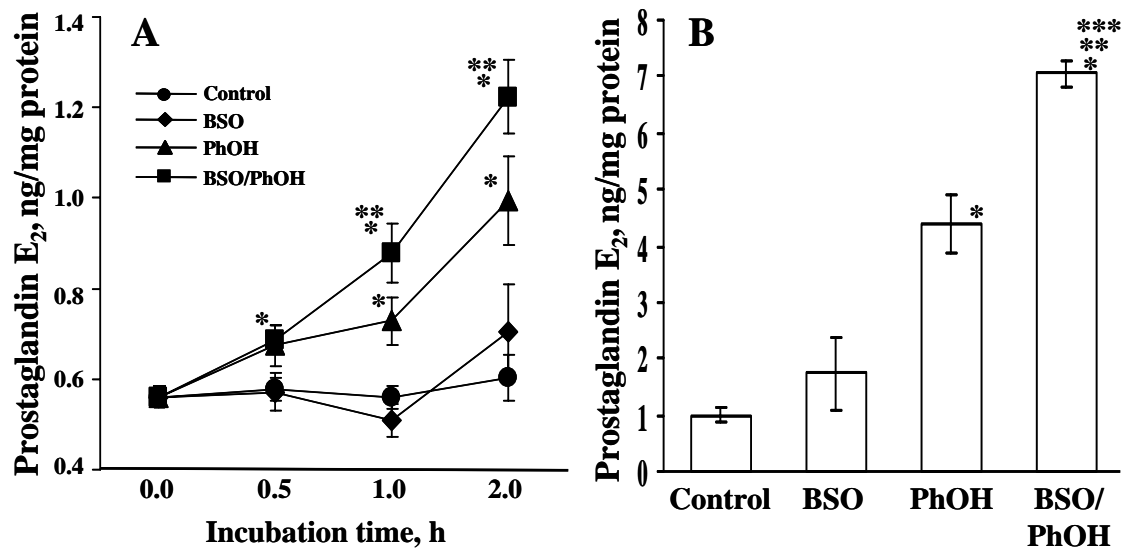 A
Prostaglandin E2, ng/mg protein
1.4
1.2
1.0
0.8
0.6
0.4
Control
BSO
PhOH
BSO/PhOH
*
*
**
*
*
**
*
0.0 0.5 1.0 2.0
Incubation time, h
B
Prostaglandin E2, ng/mg protein
8
7
6
5
4
3
2
1
0
*
***
**
*
Control BSO PhOH BSO/
PhOH